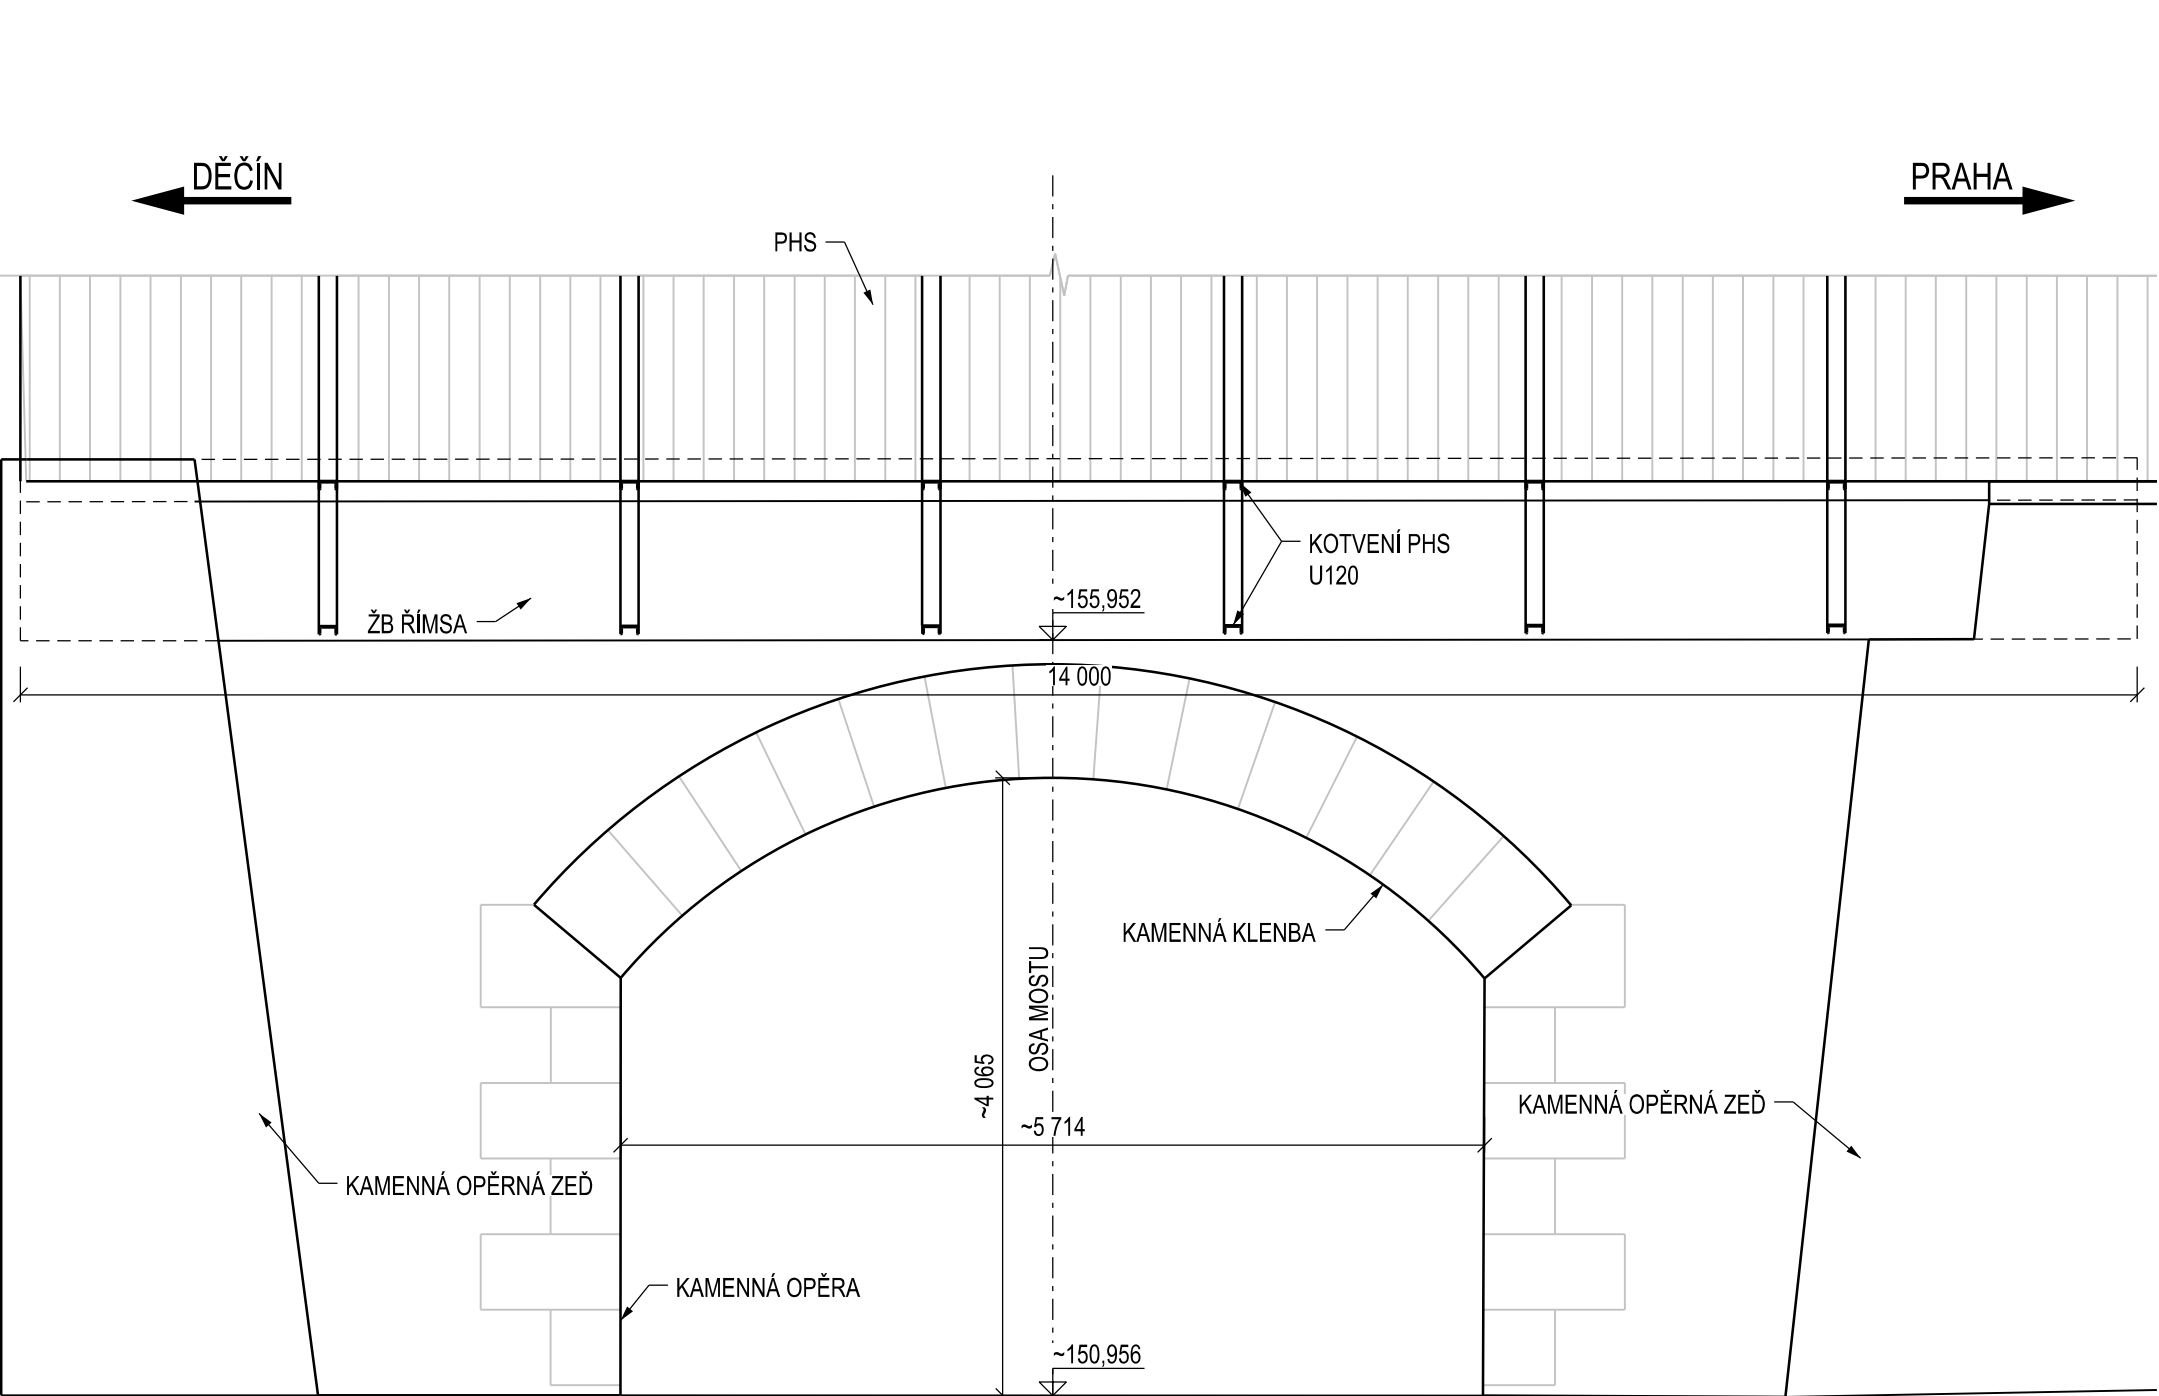 DĚČÍN
PRAHA
PHS
KOTVENÍ PHS
U120
~155,952
ŽB ŘÍMSA
14 000
KAMENNÁ KLENBA
OSA MOSTU
~4 065
~5 714
KAMENNÁ OPĚRNÁ ZEĎ
KAMENNÁ OPĚRNÁ ZEĎ
KAMENNÁ OPĚRA
~150,956